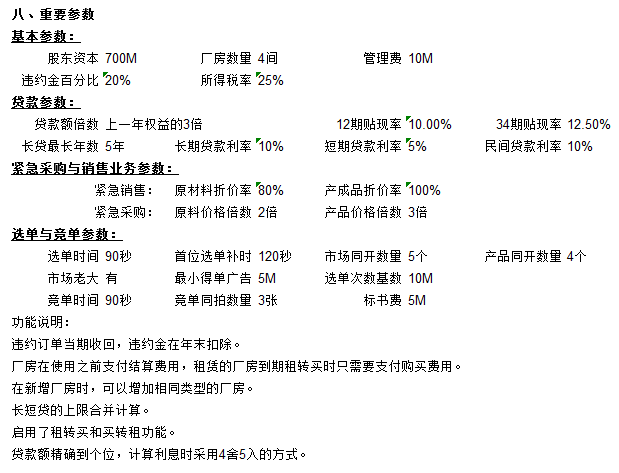 八、重要参数
基本参数：
股东资本 700M 厂房数量 4间 管理费 10M
违约金百分比 20% 所得税率 25%
贷款参数：
贷款额倍数 上一年权益的3倍 12期贴现率 10.00% 34期贴现率 12.50%
长贷最长年数 5年 长期贷款利率 10% 短期贷款利率 5% 民间贷款利率 10%
紧急采购与销售业务参数：
紧急销售： 原材料折价率 80% 产成品折价率 100%
紧急采购： 原料价格倍数 2倍 产品价格倍数 3倍
选单与竞单参数：
选单时间 90秒 首位选单补时 120秒 市场同开数量 5个 产品同开数量 4个
市场老大 有 最小得单广告 5M 选单次数基数 10M
竞单时间 90秒 竞单同拍数量 3张 标书费 5M
功能说明：
违约订单当期收回，违约金在年末扣除。
厂房在使用之前支付结算费用，租赁的厂房到期租转买时只需要支付购买费用。
在新增厂房时，可以增加相同类型的厂房。
长短贷的上限合并计算。
启用了租转买和买转租功能。
贷款额精确到个位，计算利息时采用4舍5入的方式。